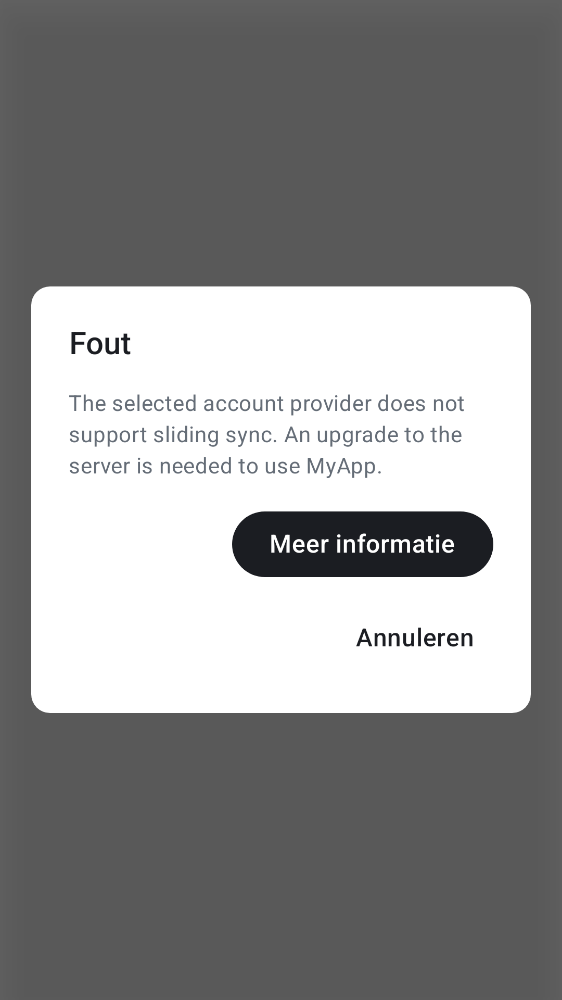 Fout
The selected account provider does not
support sliding sync. An upgrade to the
server is needed to use MyApp.
Meer informatie
Annuleren